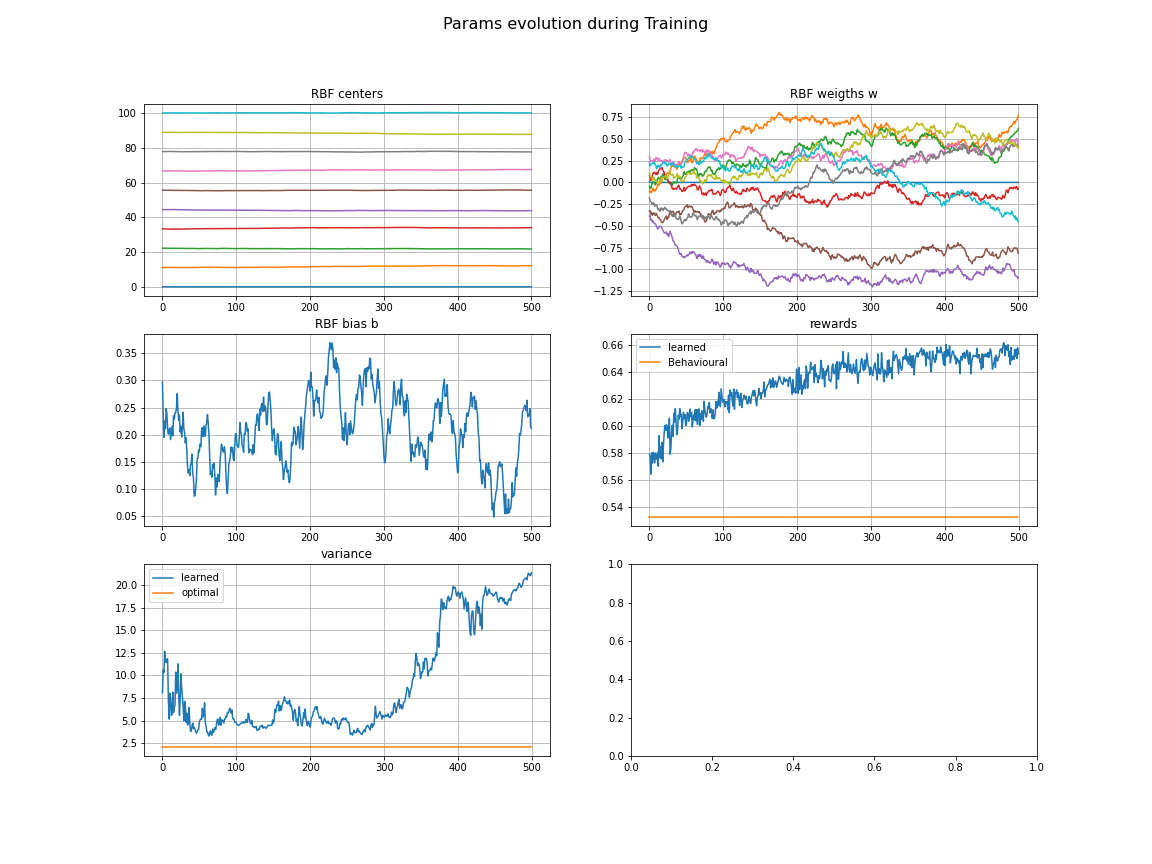 Params evolution during Training
RBF centers
100
80
60
40
20
0
0 100 200 300 400 500
RBF weigths w
0.75
0.50
0.25
0.00
−0.25
−0.50
−0.75
−1.00
−1.25
0 100 200 300 400 500
RBF bias b
0.35
0.30
0.25
0.20
0.15
0.10
0.05
0 100 200 300 400 500
rewards
learned
Behavioural
0.66
0.64
0.62
0.60
0.58
0.56
0.54
0 100 200 300 400 500
variance
learned
optimal
20.0
17.5
15.0
12.5
10.0
7.5
5.0
2.5
0 100 200 300 400 500
1.0
0.8
0.6
0.4
0.2
0.0
0.0 0.2 0.4 0.6 0.8 1.0